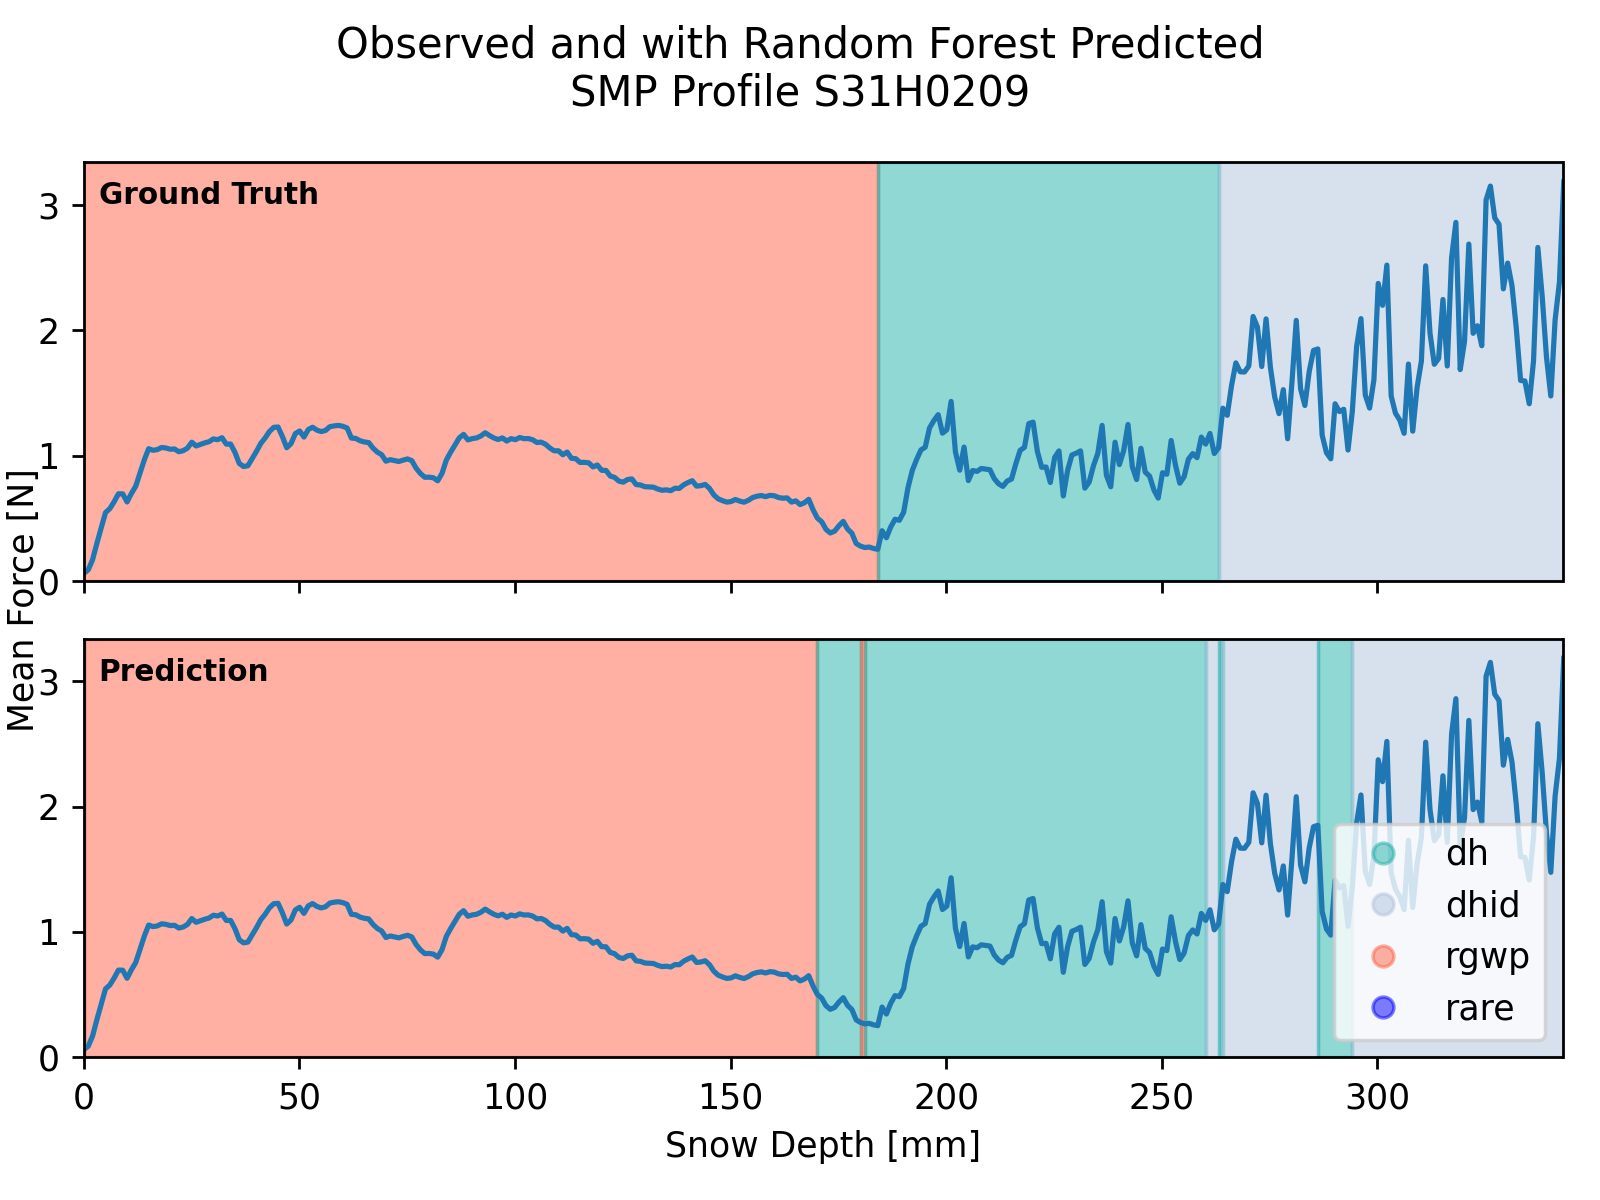 Observed and with Random Forest Predicted
SMP Profile S31H0209
Ground Truth
3
2
1
0
Mean Force [N]
Prediction
3
2
1
0
dh
dhid
rgwp
rare
0 50 100 150 200 250 300
Snow Depth [mm]